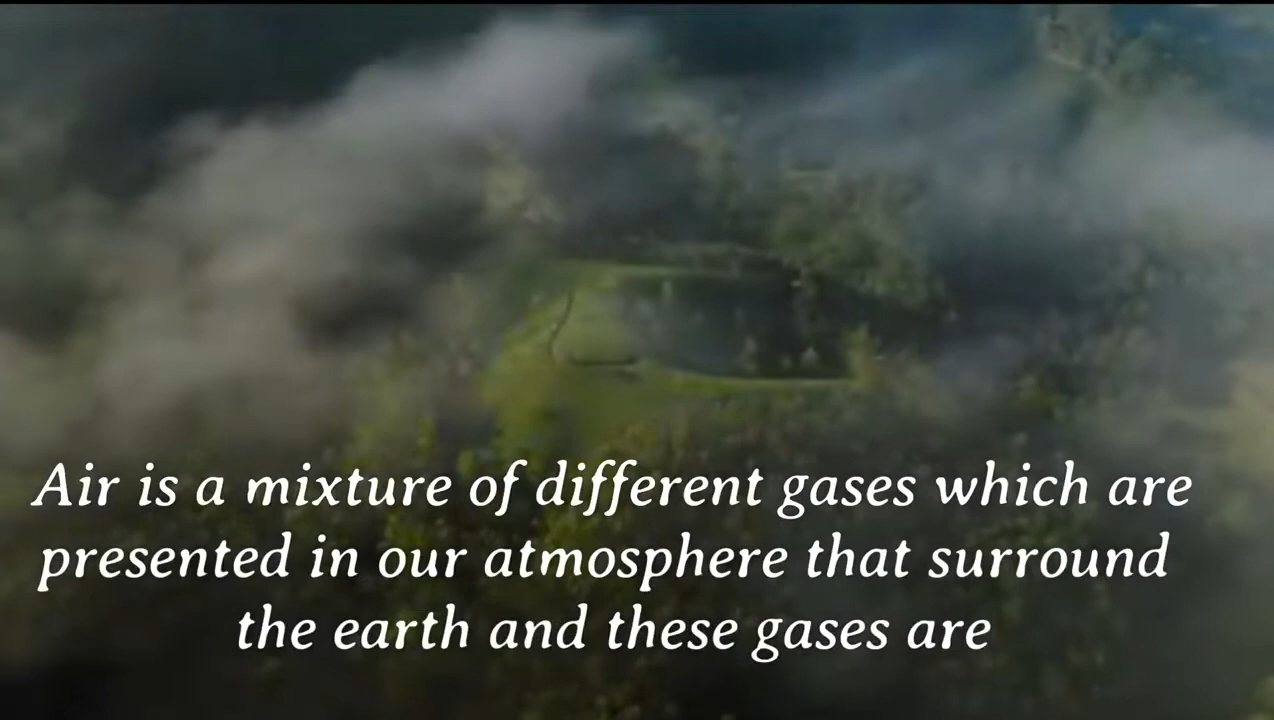 Air is a mixture of different gases which are
presented in our atmosphere that surround
the earth and these gases are